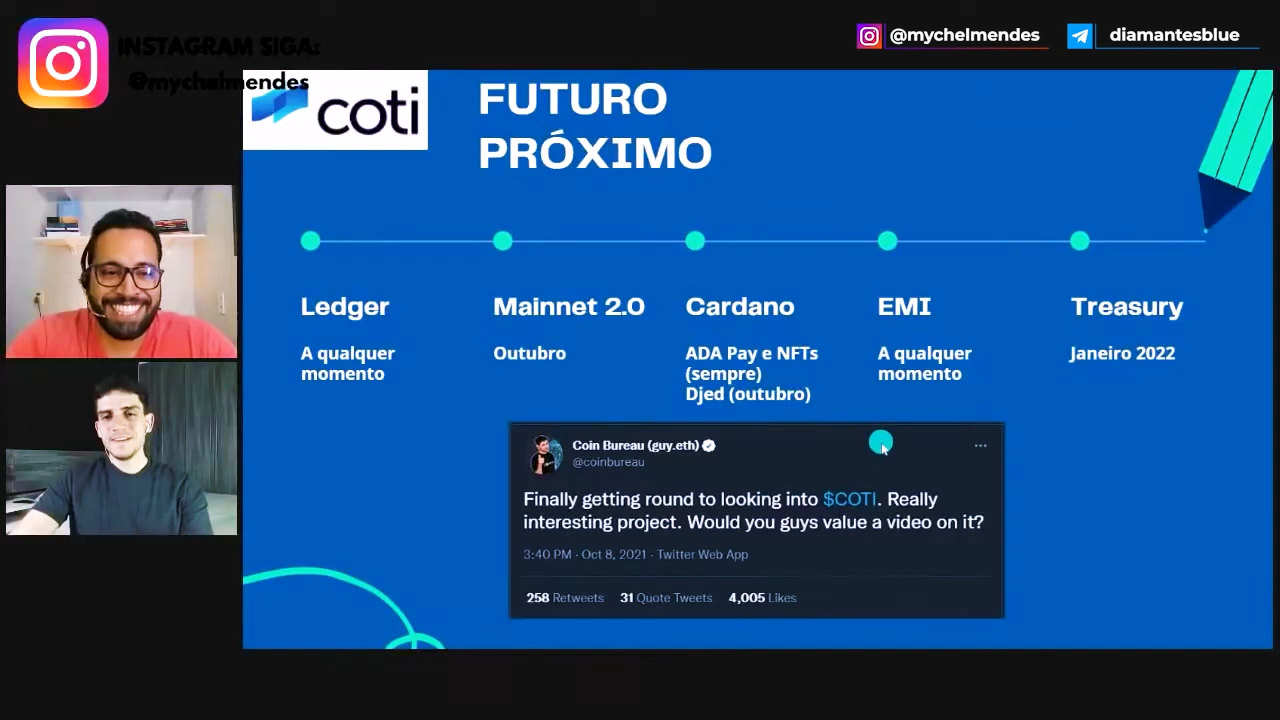 INSTAGRAM SIGA:
@mychelmendes
@mychelmendes
diamantesblue
coti
FUTURO
PRÓXIMO
Ledger
A qualquer
momento
Mainnet 2.0
Outubro
Cardano
ADA Pay e NFTs
(sempre)
Djed (outubro)
EMI
A qualquer
momento
Treasury
Janeiro 2022
Coin Bureau (guy.eth)
@coinbureau
Finally getting round to looking into $COTI. Really
interesting project. Would you guys value a video on it?
3:40 PM · Oct 8, 2021 · Twitter Web App
258 Retweets 31 Quote Tweets 4,005 Likes